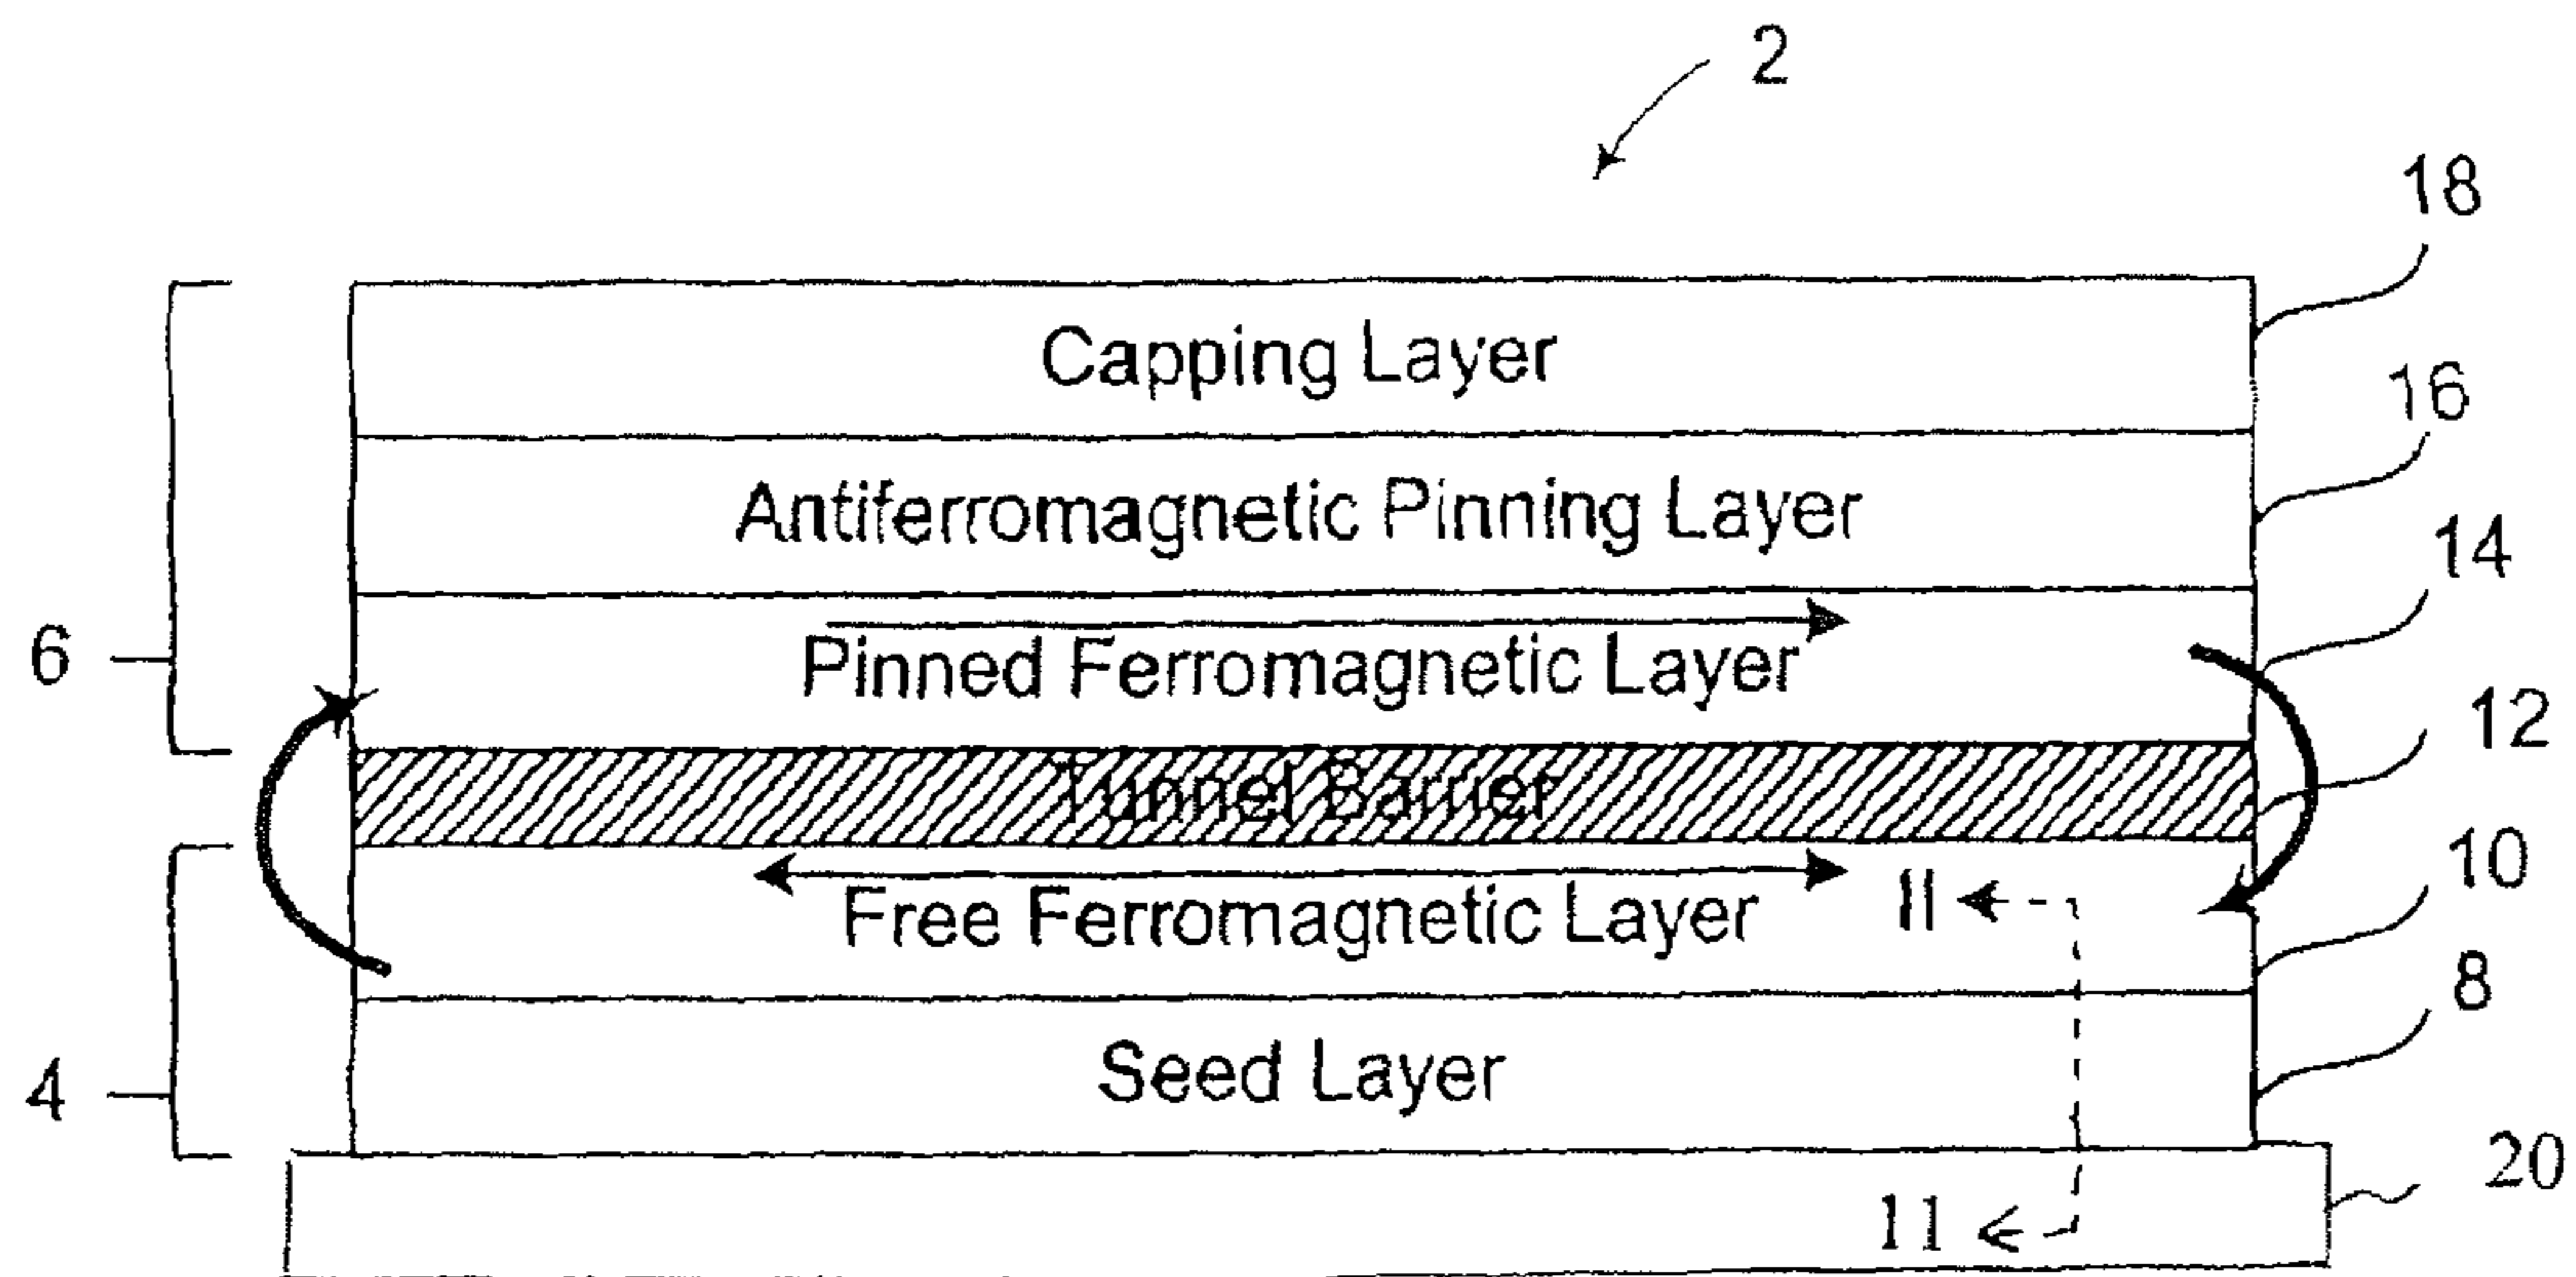 2
18
Capping Layer
16
Antiferromagnetic Pinning Layer
14
6
Pinned Ferromagnetic Layer
12
Tunnel Barrier
10
Free Ferromagnetic Layer
II
8
4
Seed Layer
20
11